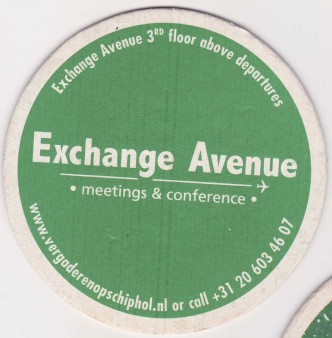 Exchange Avenue 3RD floor above departures
Exchange Avenue
• meetings & conference •
www.vergaderenopschiphol.nl or call +31 20 603 46 07